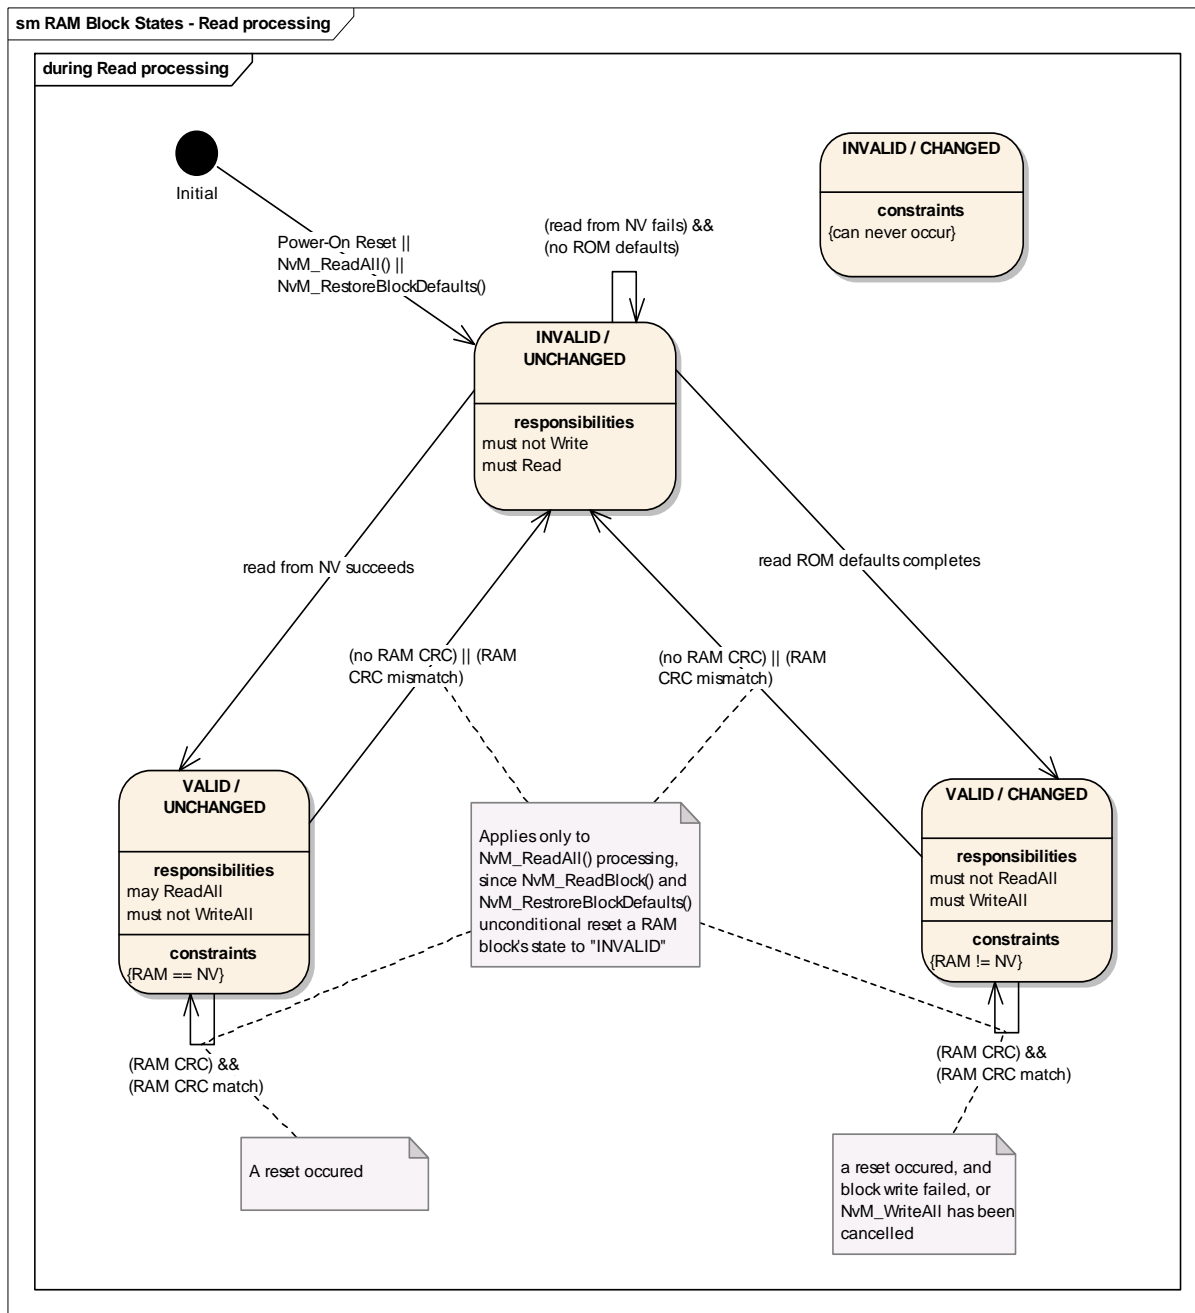 sm RAM Block States - Read processing
during Read processing
Initial
INVALID / CHANGED
constraints
{can never occur}
Power-On Reset ||
NvM_ReadAll() ||
NvM_RestoreBlockDefaults()
(read from NV fails) &&
(no ROM defaults)
INVALID /
UNCHANGED
responsibilities
must not Write
must Read
read from NV succeeds
read ROM defaults completes
(no RAM CRC) || (RAM
CRC mismatch)
(no RAM CRC) || (RAM
CRC mismatch)
VALID /
UNCHANGED
responsibilities
may ReadAll
must not WriteAll
constraints
{RAM == NV}
Applies only to
NvM_ReadAll() processing,
since NvM_ReadBlock() and
NvM_RestroreBlockDefaults()
unconditional reset a RAM
block's state to "INVALID"
VALID / CHANGED
responsibilities
must not ReadAll
must WriteAll
constraints
{RAM != NV}
(RAM CRC) &&
(RAM CRC match)
(RAM CRC) &&
(RAM CRC match)
A reset occured
a reset occured, and
block write failed, or
NvM_WriteAll has been
cancelled